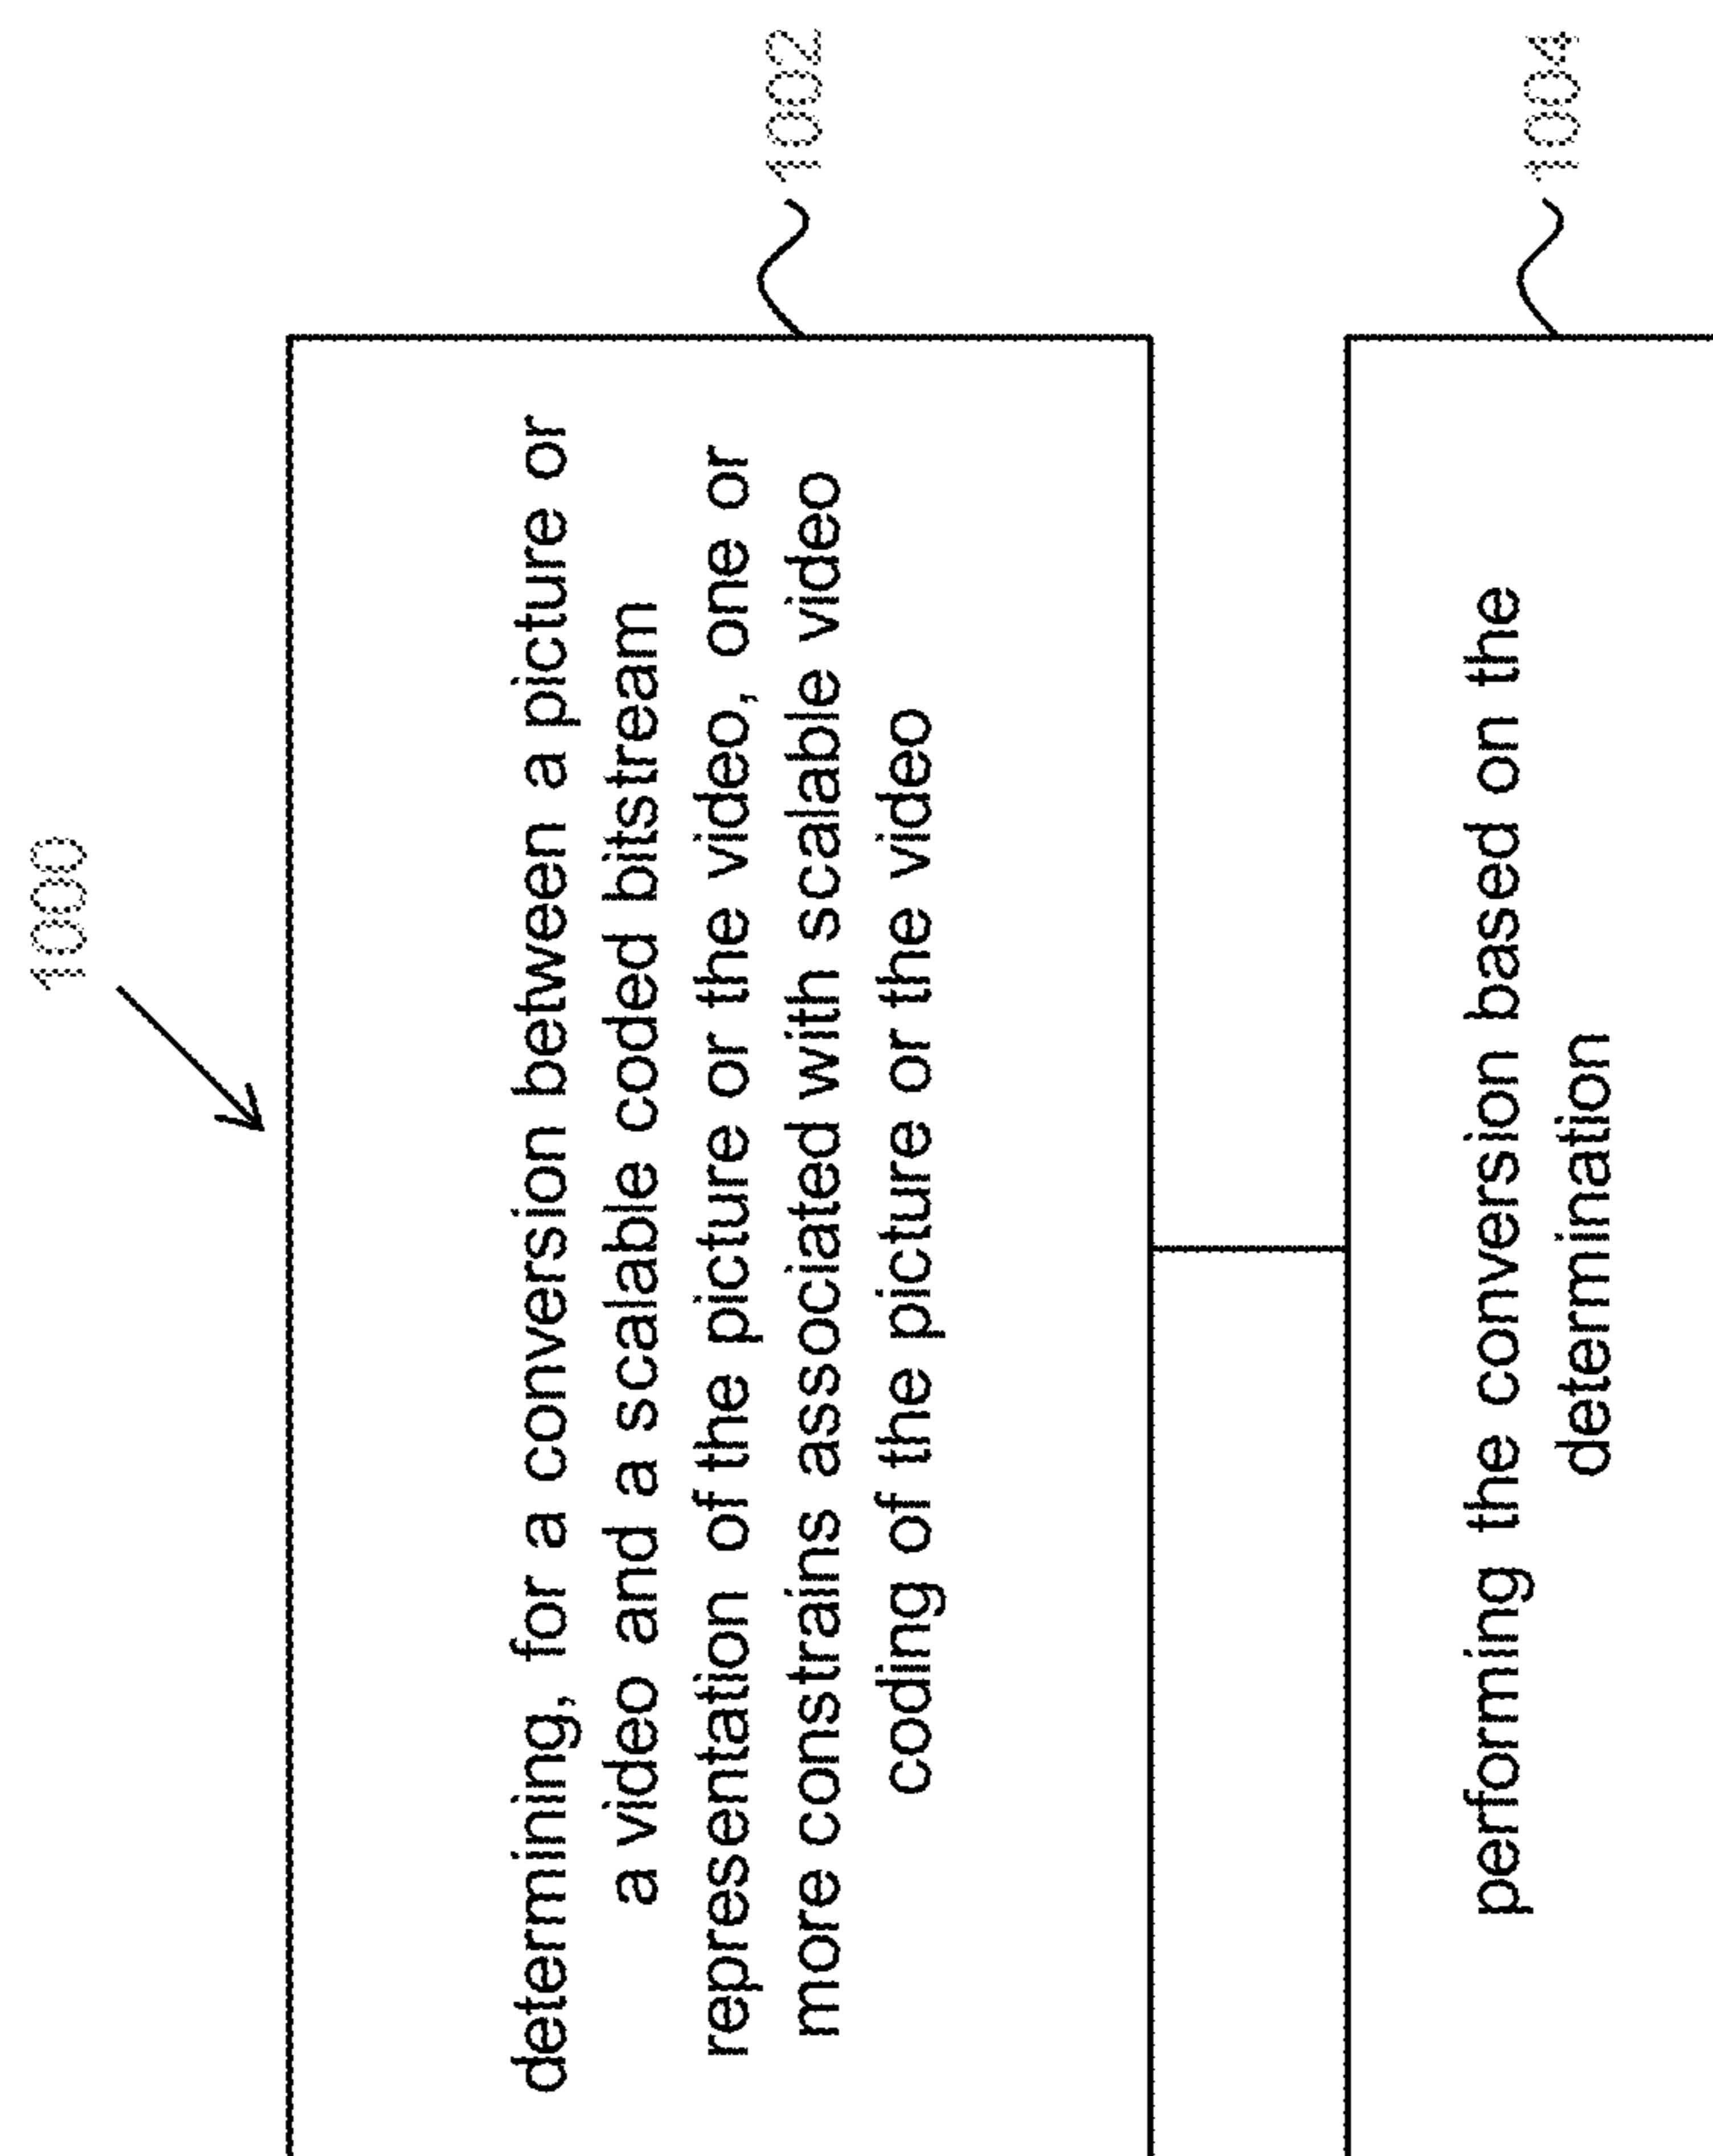 1000
determining, for a conversion between a picture or
a video and a scalable coded bitstream
representation of the picture or the video, one or
more constrains associated with scalable video
coding of the picture or the video
1002
performing the conversion based on the
determination
1004